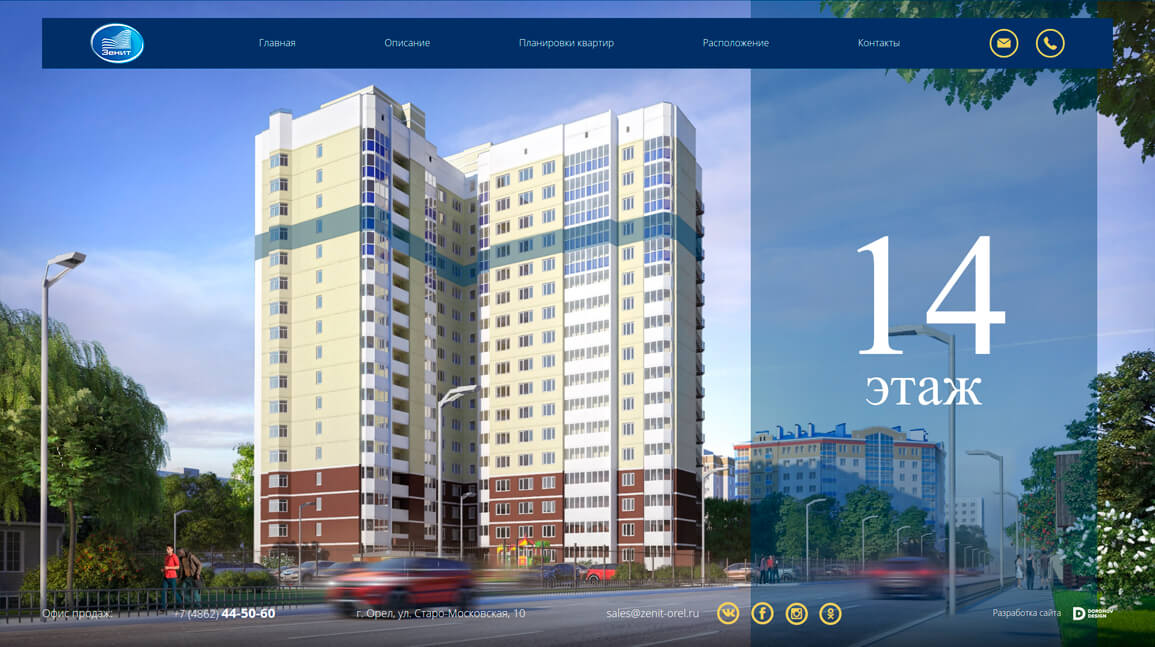 Зенит
Главная
Описание
Планировки квартир
Расположение
Контакты
14
этаж
Офис продаж:
+7 (4862) 44-50-60
г. Орел, ул. Старо-Московская, 10
sales@zenit-orel.ru
Разработка сайта
DOROHOV
DESIGN